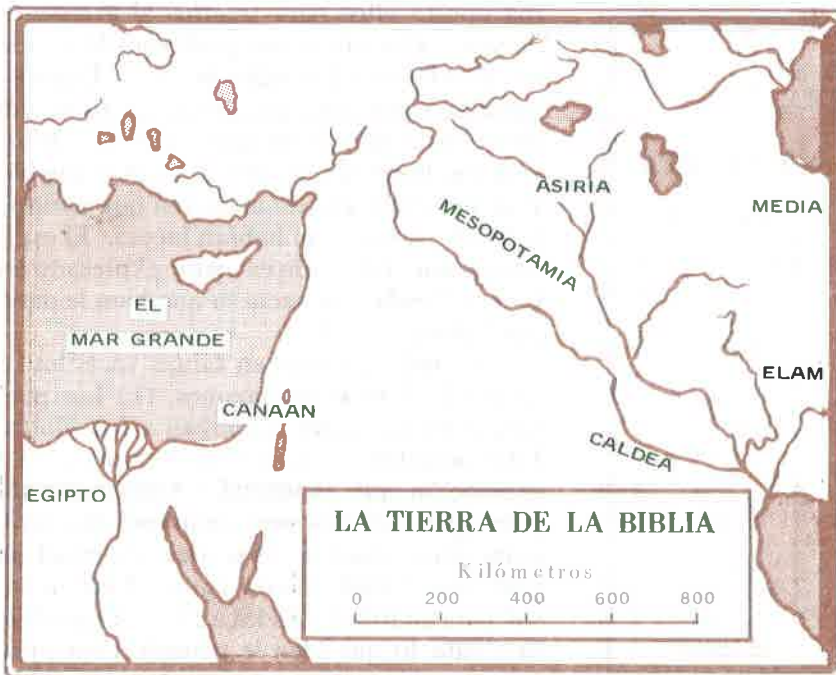 ASIRIA
MEDIA
MESOPOTAMIA
EL
MAR GRANDE
ELAM
CANAAN
CALDEA
EGIPTO
LA TIERRA DE LA BIBLIA
Kilómetros
0 200 400 600 800